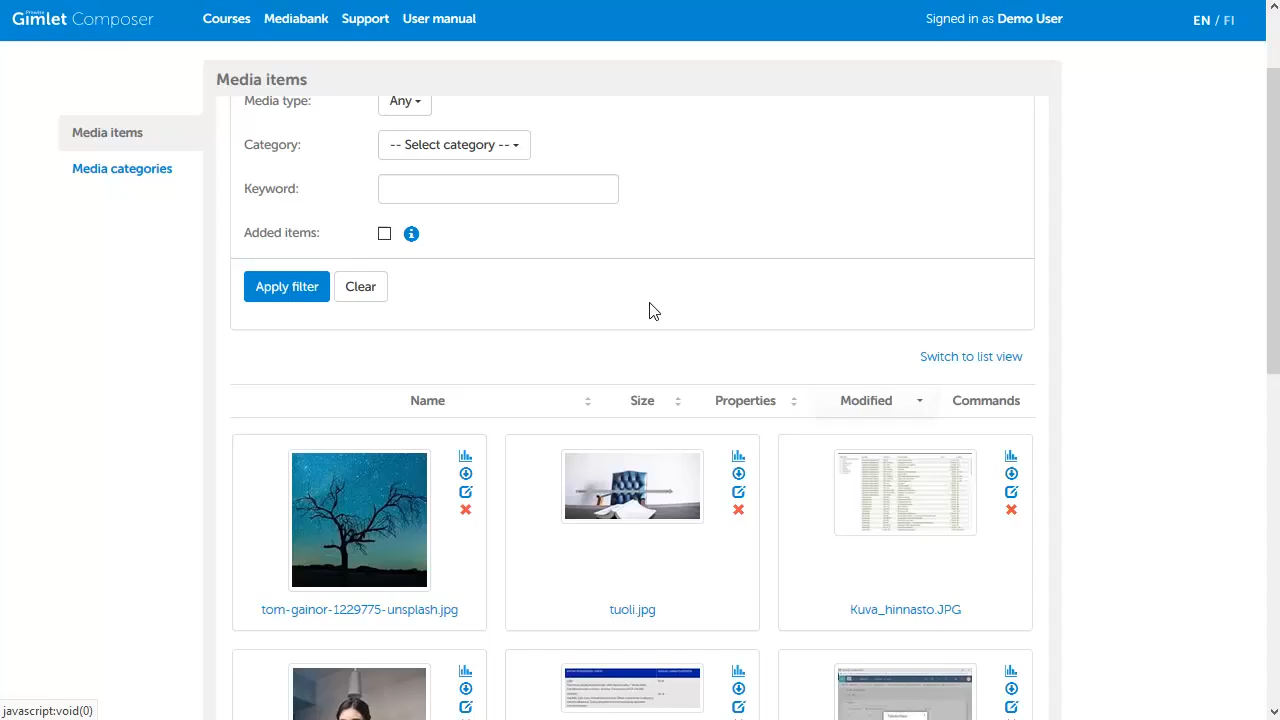 Prewise
Gimlet Composer Courses Mediabank Support User manual Signed in as Demo User EN / FI
Media items
Media type: Any
Media items
Category: -- Select category --
Media categories
Keyword:
Added items:
Apply filter Clear
Switch to list view
Name Size Properties Modified Commands
tom-gainor-1229775-unsplash.jpg tuoli.jpg Kuva_hinnasto.JPG
javascript:void(0)